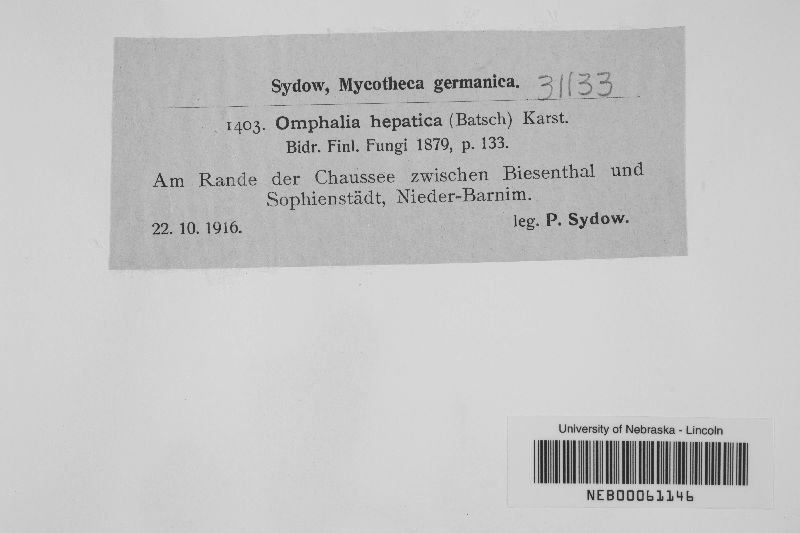 Sydow, Mycotheca germanica. 31133
1403. Omphalia hepatica (Batsch) Karst.
Bidr. Finl. Fungi 1879, p. 133.
Am Rande der Chaussee zwischen Biesenthal und
Sophienstädt, Nieder-Barnim.
22. 10. 1916. leg. P. Sydow.
University of Nebraska - Lincoln
NEB00061146